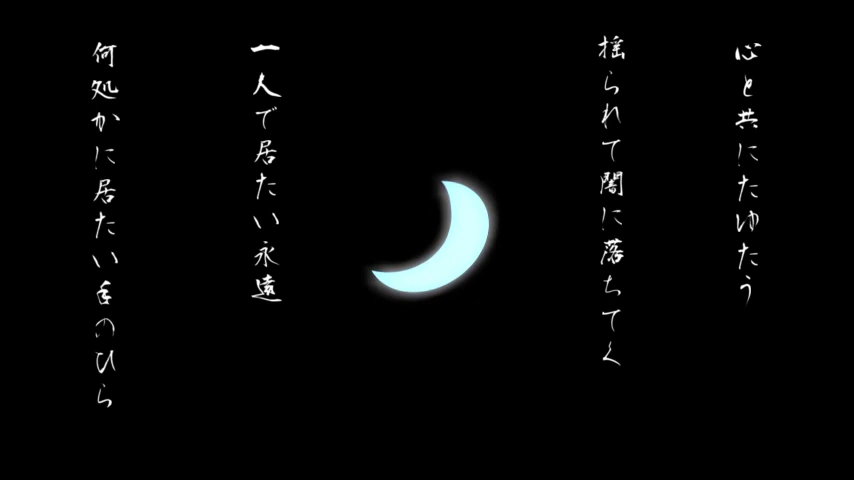 心と共にたゆたう
揺られて闇に落ちてく
一人で居たい永遠
何処かに居たい手のひら